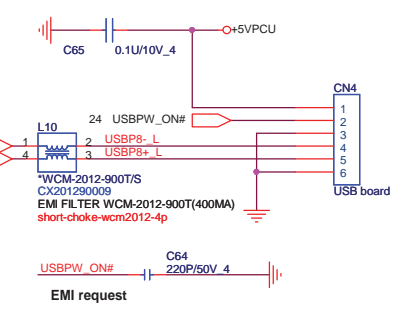 +5VPCU
C65
0.1U/10V_4
CN4
24 USBPW_ON#
1
2
3
4
5
6
L10
1
4
2
3
USBP8-_L
USBP8+_L
*WCM-2012-900T/S
CX201290009
EMI FILTER WCM-2012-900T(400MA)
short-choke-wcm2012-4p
USB board
C64
USBPW_ON#
220P/50V_4
EMI request